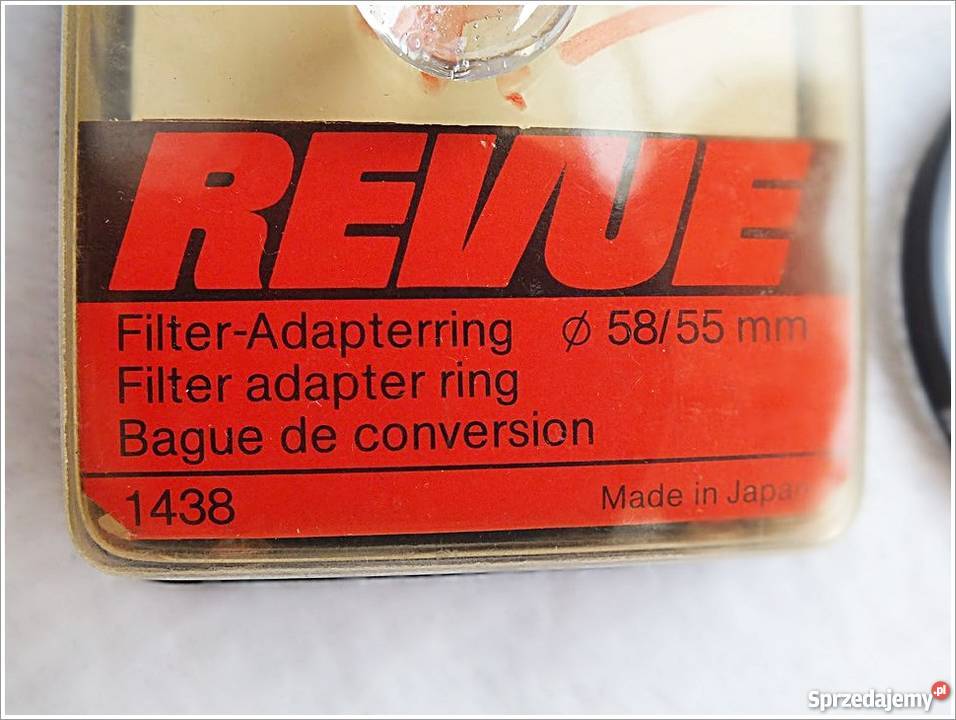 REVUE
Filter-Adapterring ⌀ 58/55 mm
Filter adapter ring
Bague de conversion
1438 Made in Japan
Sprzedajemy.pl